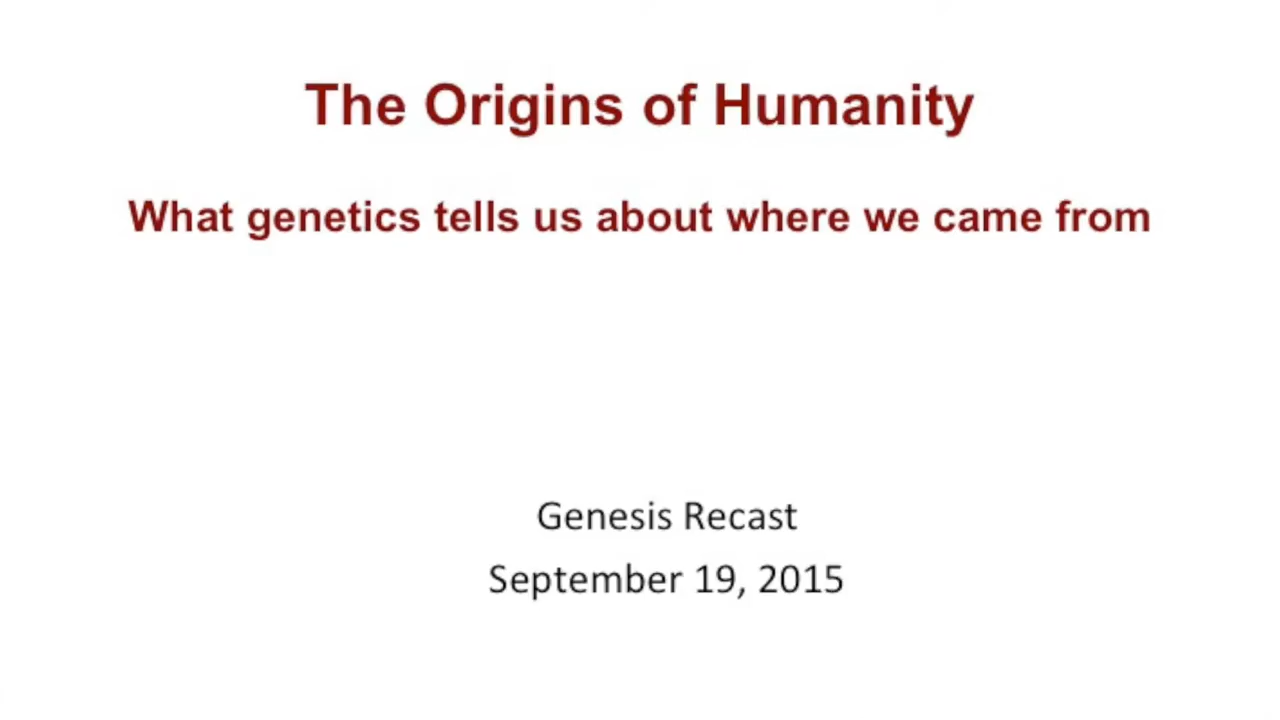 The Origins of Humanity
What genetics tells us about where we came from
Genesis Recast
September 19, 2015